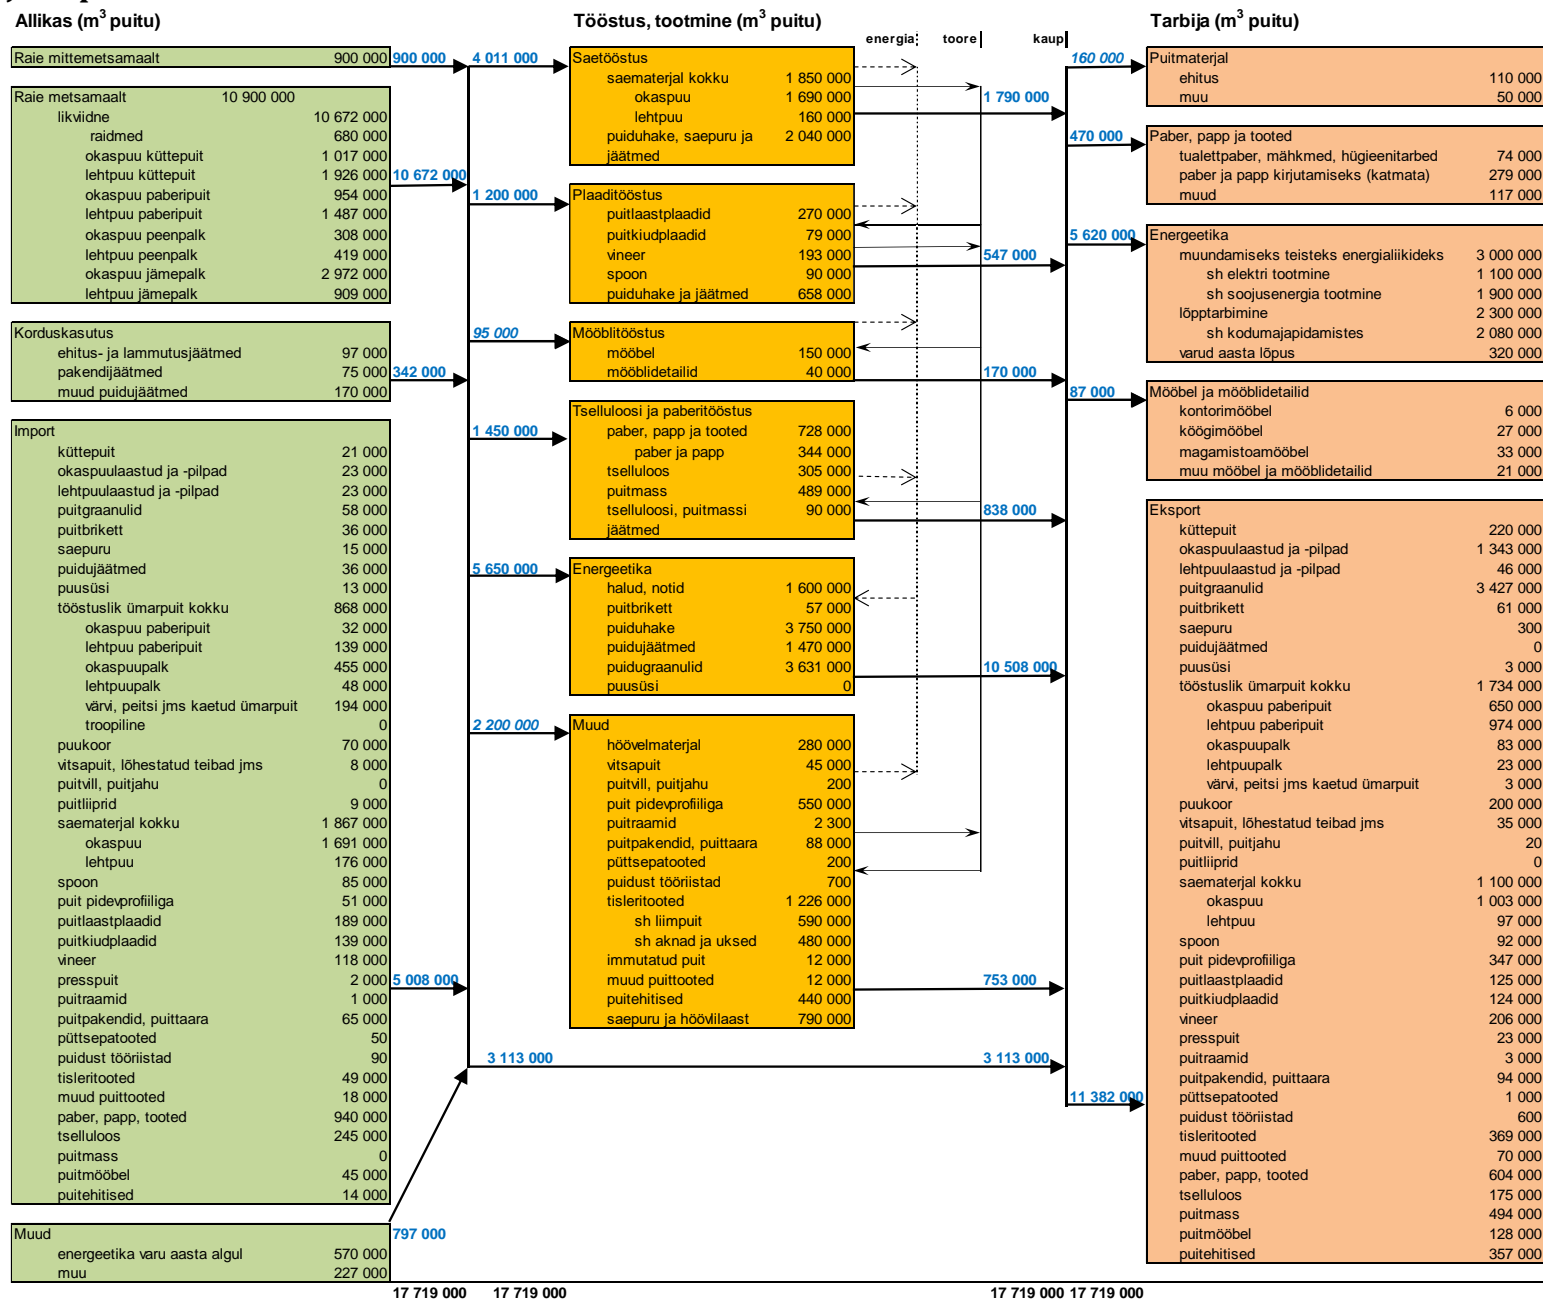 Allikas (m³ puitu)
Raie mittemetsamaalt 900 000
900 000
Raie metsamaalt 10 900 000
likviidne 10 672 000
raidmed 680 000
okaspuu küttepuit 1 017 000
lehtpuu küttepuit 1 926 000
10 672 000
okaspuu paberipuit 954 000
lehtpuu paberipuit 1 487 000
okaspuu peenpalk 308 000
lehtpuu peenpalk 419 000
okaspuu jämepalk 2 972 000
lehtpuu jämepalk 909 000
Korduskasutus
ehitus- ja lammutusjäätmed 97 000
pakendijäätmed 75 000
342 000
muud puidujäätmed 170 000
Import
küttepuit 21 000
okaspuulaastud ja -pilpad 23 000
lehtpuulaastud ja -pilpad 23 000
puitgraanulid 58 000
puitbrikett 36 000
saepuru 15 000
puidujäätmed 36 000
puusüsi 13 000
tööstuslik ümarpuit kokku 868 000
okaspuu paberipuit 32 000
lehtpuu paberipuit 139 000
okaspuupalk 455 000
lehtpuupalk 48 000
värvi, peitsi jms kaetud ümarpuit 194 000
troopiline 0
puukoor 70 000
vitsapuit, lõhestatud teibad jms 8 000
puitvill, puitjahu 0
puitliiprid 9 000
saematerjal kokku 1 867 000
okaspuu 1 691 000
lehtpuu 176 000
spoon 85 000
puit pidevprofiiliga 51 000
puitlaastplaadid 189 000
puitkiudplaadid 139 000
vineer 118 000
presspuit 2 000
5 008 000
puitraamid 1 000
puitpakendid, puittaara 65 000
püttsepatooted 50
puidust tööriistad 90
tisleritooted 49 000
muud puittooted 18 000
paber, papp, tooted 940 000
tselluloos 245 000
puitmass 0
puitmööbel 45 000
puitehitised 14 000
Muud
797 000
energeetika varu aasta algul 570 000
muu 227 000
17 719 000
Tööstus, tootmine (m³ puitu)
energia
toore
kaup
4 011 000
Saetööstus
saematerjal kokku 1 850 000
okaspuu 1 690 000
lehtpuu 160 000
puiduhake, saepuru ja 2 040 000
jäätmed
1 790 000
1 200 000
Plaaditööstus
puitlaastplaadid 270 000
puitkiudplaadid 79 000
vineer 193 000
547 000
spoon 90 000
puiduhake ja jäätmed 658 000
95 000
Mööblitööstus
mööbel 150 000
mööblidetailid 40 000
170 000
1 450 000
Tselluloosi ja paberitööstus
paber, papp ja tooted 728 000
paber ja papp 344 000
tselluloos 305 000
puitmass 489 000
tselluloosi, puitmassi 90 000
jäätmed
838 000
5 650 000
Energeetika
halud, notid 1 600 000
puitbrikett 57 000
puiduhake 3 750 000
puidujäätmed 1 470 000
puidugraanulid 3 631 000
10 508 000
puusüsi 0
2 200 000
Muud
höövelmaterjal 280 000
vitsapuit 45 000
puitvill, puitjahu 200
puit pidevprofiiliga 550 000
puitraamid 2 300
puitpakendid, puittaara 88 000
püttsepatooted 200
puidust tööriistad 700
tisleritooted 1 226 000
sh liimpuit 590 000
sh aknad ja uksed 480 000
immutatud puit 12 000
muud puittooted 12 000
753 000
puitehitised 440 000
saepuru ja höövlilaast 790 000
3 113 000
3 113 000
17 719 000
17 719 000
Tarbija (m³ puitu)
160 000
Puitmaterjal
ehitus 110 000
muu 50 000
470 000
Paber, papp ja tooted
tualettpaber, mähkmed, hügieenitarbed 74 000
paber ja papp kirjutamiseks (katmata) 279 000
muud 117 000
5 620 000
Energeetika
muundamiseks teisteks energialiikideks 3 000 000
sh elektri tootmine 1 100 000
sh soojusenergia tootmine 1 900 000
lõpptarbimine 2 300 000
sh kodumajapidamistes 2 080 000
varud aasta lõpus 320 000
87 000
Mööbel ja mööblidetailid
kontorimööbel 6 000
köögimööbel 27 000
magamistoamööbel 33 000
muu mööbel ja mööblidetailid 21 000
Eksport
küttepuit 220 000
okaspuulaastud ja -pilpad 1 343 000
lehtpuulaastud ja -pilpad 46 000
puitgraanulid 3 427 000
puitbrikett 61 000
saepuru 300
puidujäätmed 0
puusüsi 3 000
tööstuslik ümarpuit kokku 1 734 000
okaspuu paberipuit 650 000
lehtpuu paberipuit 974 000
okaspuupalk 83 000
lehtpuupalk 23 000
värvi, peitsi jms kaetud ümarpuit 3 000
puukoor 200 000
vitsapuit, lõhestatud teibad jms 35 000
puitvill, puitjahu 20
puitliiprid 0
saematerjal kokku 1 100 000
okaspuu 1 003 000
lehtpuu 97 000
spoon 92 000
puit pidevprofiiliga 347 000
puitlaastplaadid 125 000
puitkiudplaadid 124 000
vineer 206 000
presspuit 23 000
puitraamid 3 000
puitpakendid, puittaara 94 000
11 382 000
püttsepatooted 1 000
puidust tööriistad 600
tisleritooted 369 000
muud puittooted 70 000
paber, papp, tooted 604 000
tselluloos 175 000
puitmass 494 000
puitmööbel 128 000
puitehitised 357 000
17 719 000